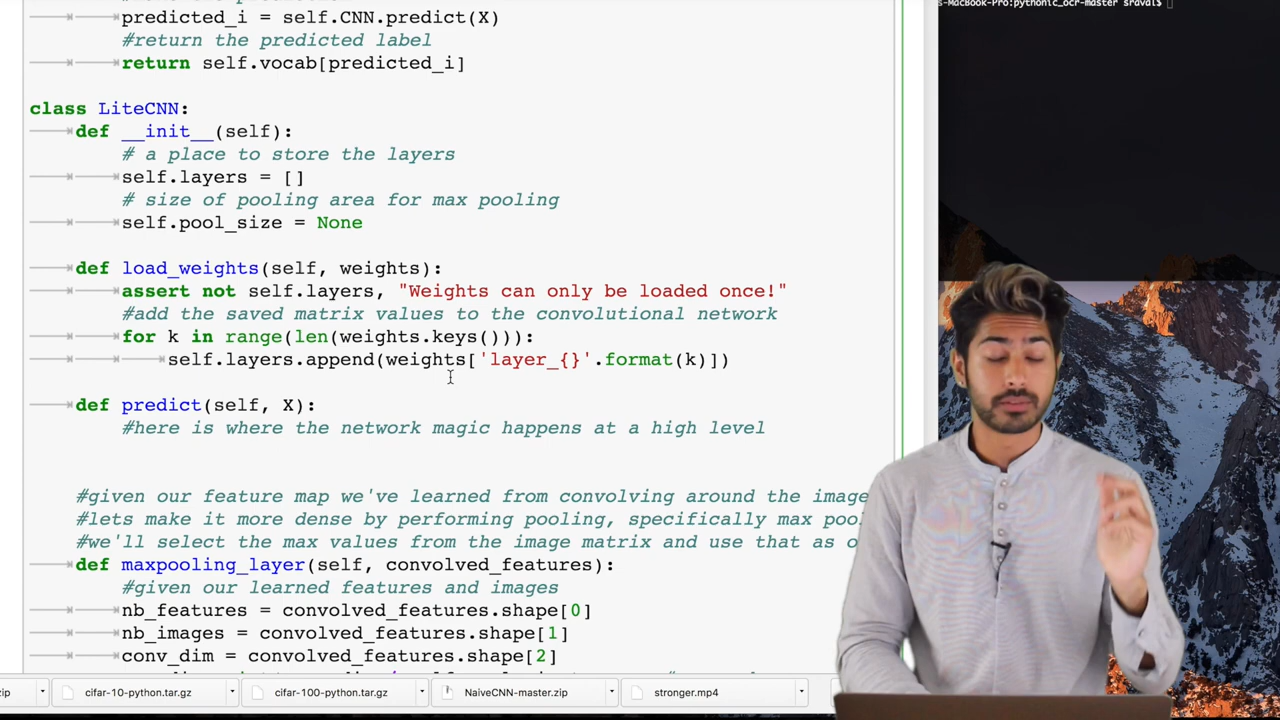 s-MacBook-Pro:pythonic_ocr-master sraval$
predicted_i = self.CNN.predict(X)
#return the predicted label
return self.vocab[predicted_i]
class LiteCNN:
def __init__(self):
# a place to store the layers
self.layers = []
# size of pooling area for max pooling
self.pool_size = None
def load_weights(self, weights):
assert not self.layers, "Weights can only be loaded once!"
#add the saved matrix values to the convolutional network
for k in range(len(weights.keys())):
self.layers.append(weights['layer_{}'.format(k)])
def predict(self, X):
#here is where the network magic happens at a high level
#given our feature map we've learned from convolving around the image
#lets make it more dense by performing pooling, specifically max pool
#we'll select the max values from the image matrix and use that as o
def maxpooling_layer(self, convolved_features):
#given our learned features and images
nb_features = convolved_features.shape[0]
nb_images = convolved_features.shape[1]
conv_dim = convolved_features.shape[2]
zip
cifar-10-python.tar.gz
cifar-100-python.tar.gz
NaiveCNN-master.zip
stronger.mp4